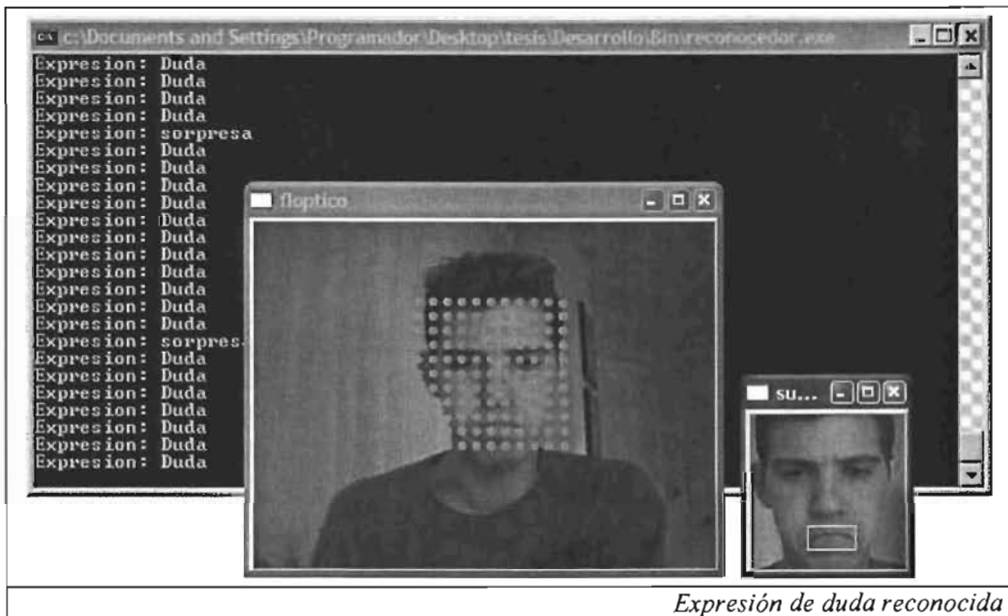 c:\Documents and Settings\Programador\Desktop\tesis\Desarrollo\Bin\reconocedor.exe
Expresion: Duda
Expresion: Duda
Expresion: Duda
Expresion: Duda
Expresion: sorpresa
Expresion: Duda
Expresion: Duda
Expresion: Duda
Expresion: Duda
Expresion: Duda
Expresion: Duda
Expresion: Duda
Expresion: Duda
Expresion: Duda
Expresion: Duda
Expresion: Duda
Expresion: sorpres
Expresion: Duda
Expresion: Duda
Expresion: Duda
Expresion: Duda
Expresion: Duda
Expresion: Duda
Expresion: Duda
floptico
su...
Expresión de duda reconocida